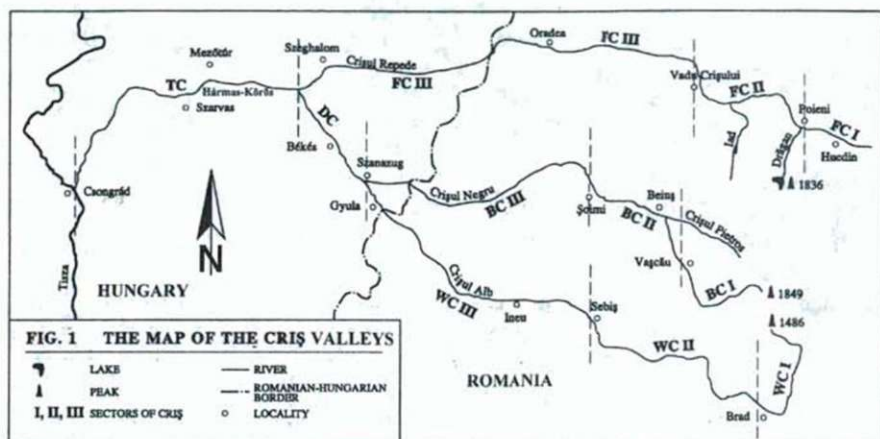 Oradea
FC III
Mezőtúr
Szeghalom
Crişul Repede
FC III
Vadu Crişului
FC II
TC
Hármas-Körös
Szarvas
DC
Poieni
FC I
Iad
Drăgan
Huedin
Békés
Szanazug
1836
Csongrád
Gyula
Crişul Negru
BC III
Şoimi
Beiuş
BC II
Crişul Pietros
N
Vaşcău
BC I
Tisza
HUNGARY
Crişul Alb
WC III
Ineu
Sebiş
1849
1486
WC II
WC I
ROMANIA
Brad
FIG. 1 THE MAP OF THE CRIŞ VALLEYS
LAKE
RIVER
PEAK
ROMANIAN-HUNGARIAN
BORDER
I, II, III SECTORS OF CRIŞ
LOCALITY